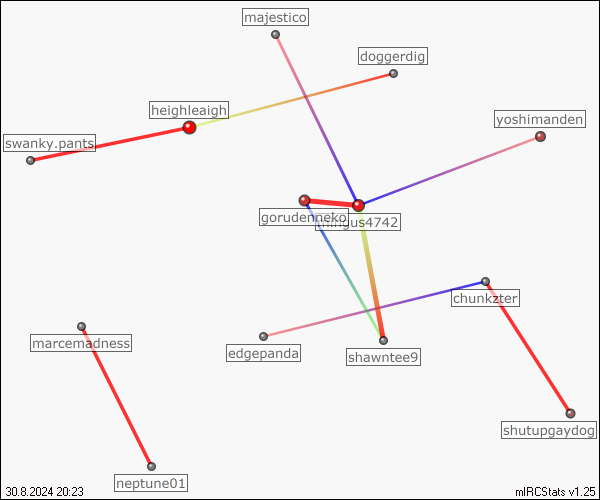 majestico
doggerdig
heighleaigh
yoshimanden
swanky.pants
gorudenneko
mingus4742
chunkzter
marcemadness
edgepanda
shawntee9
shutupgaydog
neptune01
30.8.2024 20:23
mIRCStats v1.25